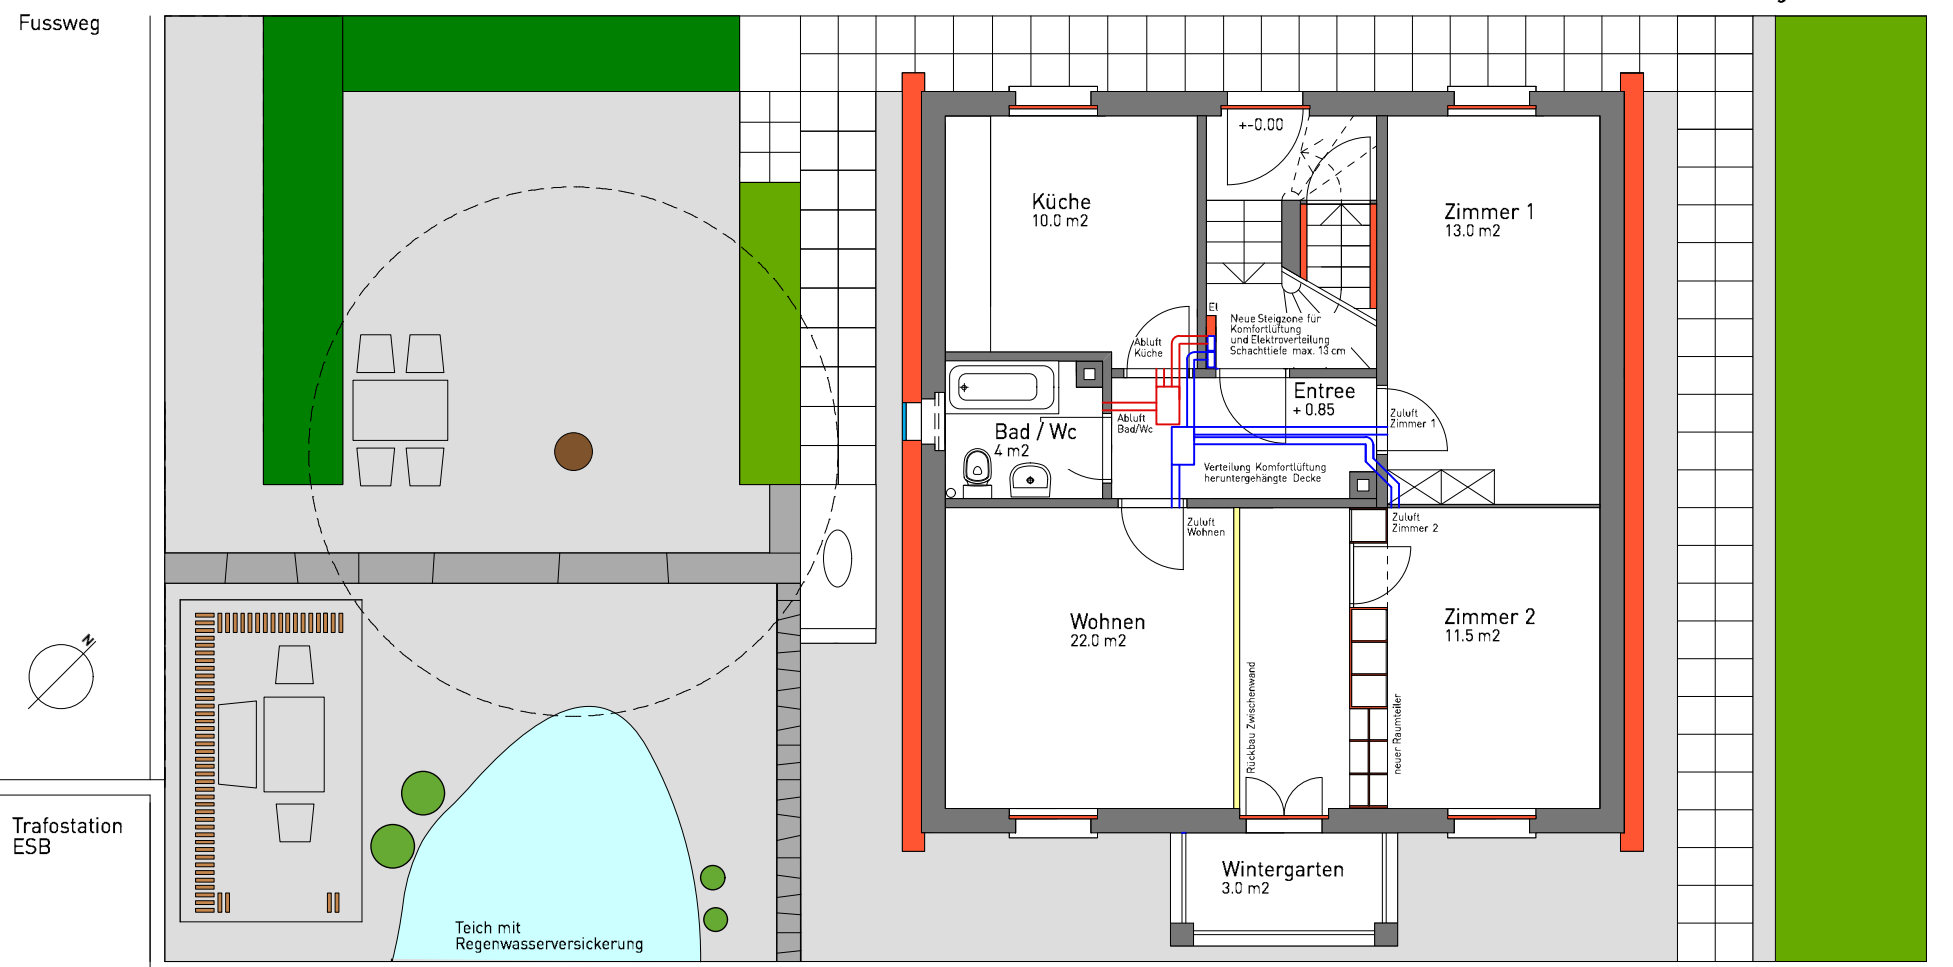 Fussweg
+-0.00
Küche
10.0 m2
Zimmer 1
13.0 m2
El
Neue Steigzone für
Komfortlüftung
und Elektroverteilung
Schachttiefe max. 13 cm
Abluft
Küche
Entree
+ 0.85
Zuluft
Zimmer 1
Abluft
Bad/Wc
Bad / Wc
4 m2
Verteilung Komfortlüftung
heruntergehängte Decke
Zuluft
Wohnen
Zuluft
Zimmer 2
Wohnen
22.0 m2
Zimmer 2
11.5 m2
Rückbau Zwischenwand
neuer Raumteiler
N
Trafostation
ESB
Wintergarten
3.0 m2
Teich mit
Regenwasserversickerung